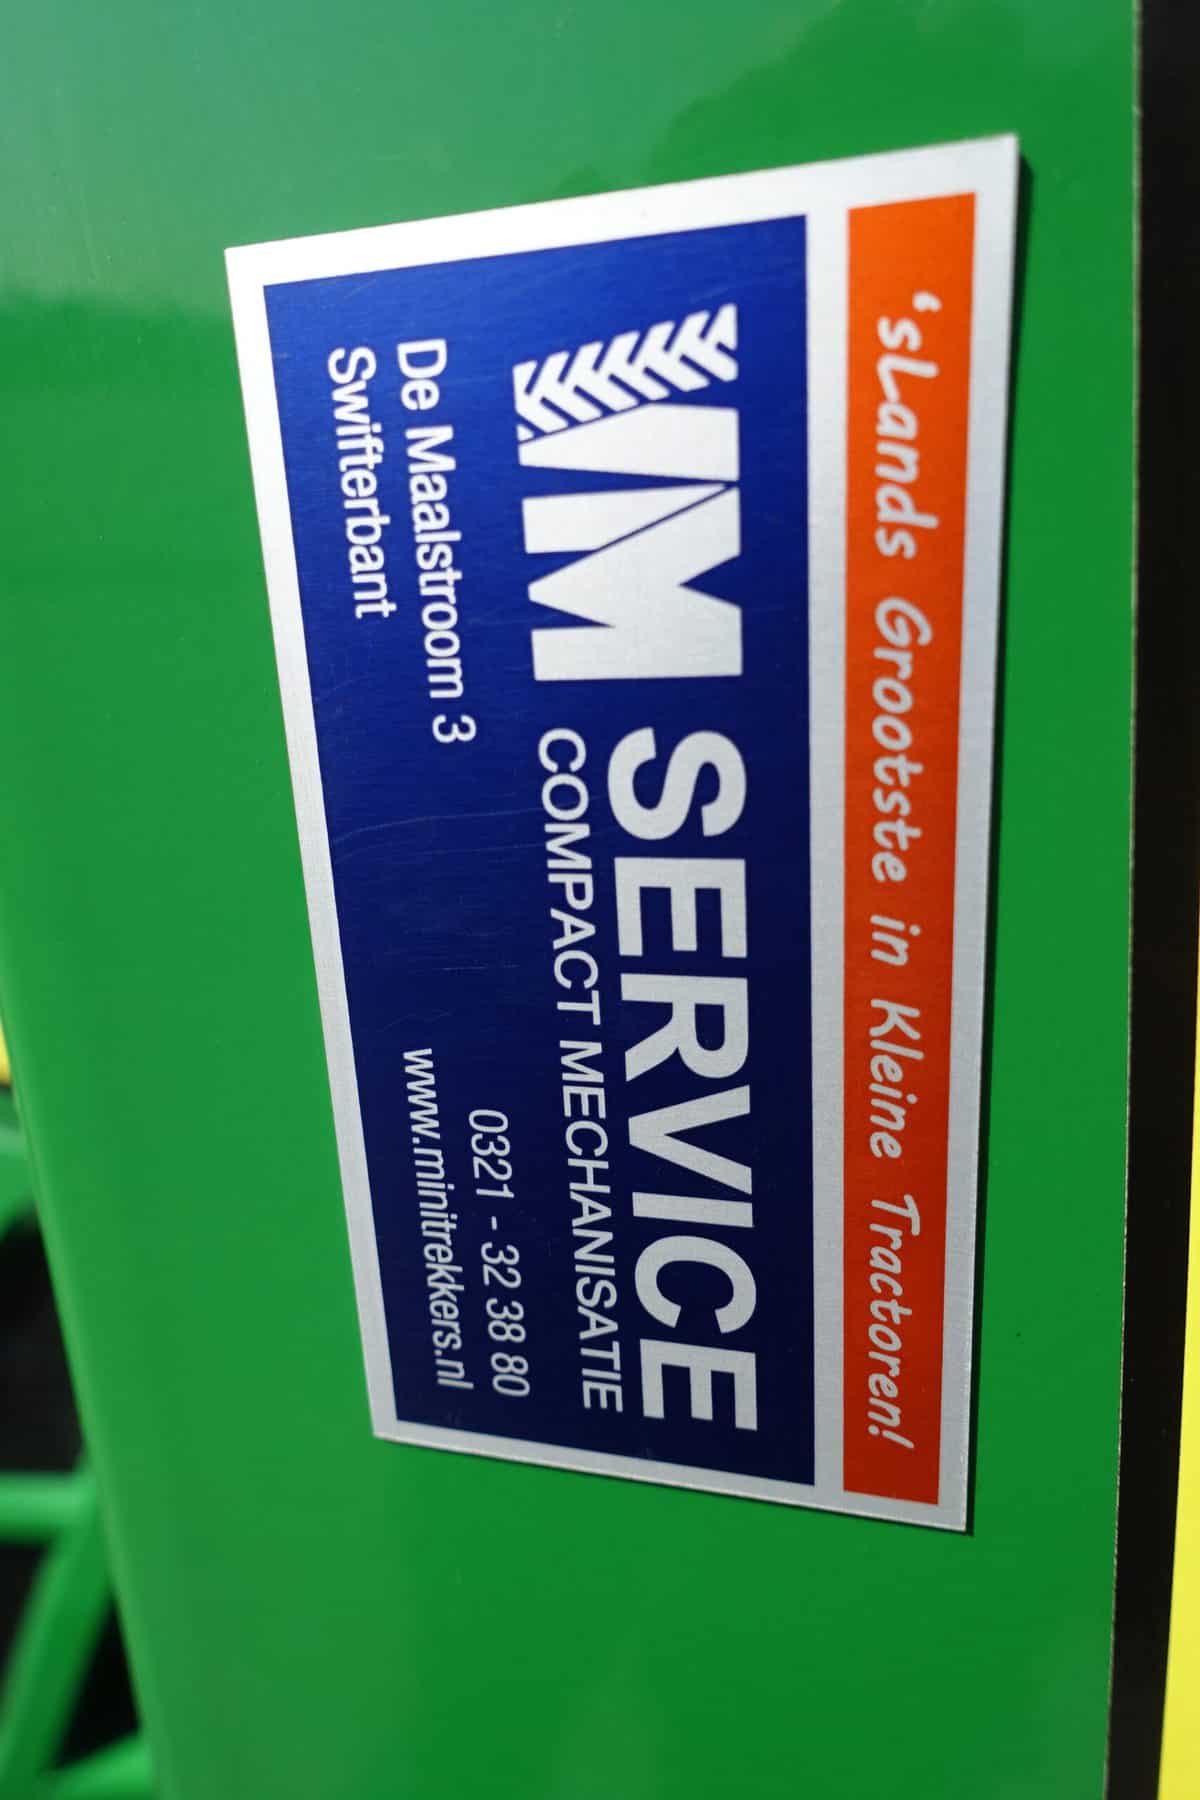 ‘sLands Grootste in Kleine Tractoren!
VM SERVICE
COMPACT MECHANISATIE
De Maalstroom 3
Swifterbant
0321 - 32 38 80
www.minitrekkers.nl